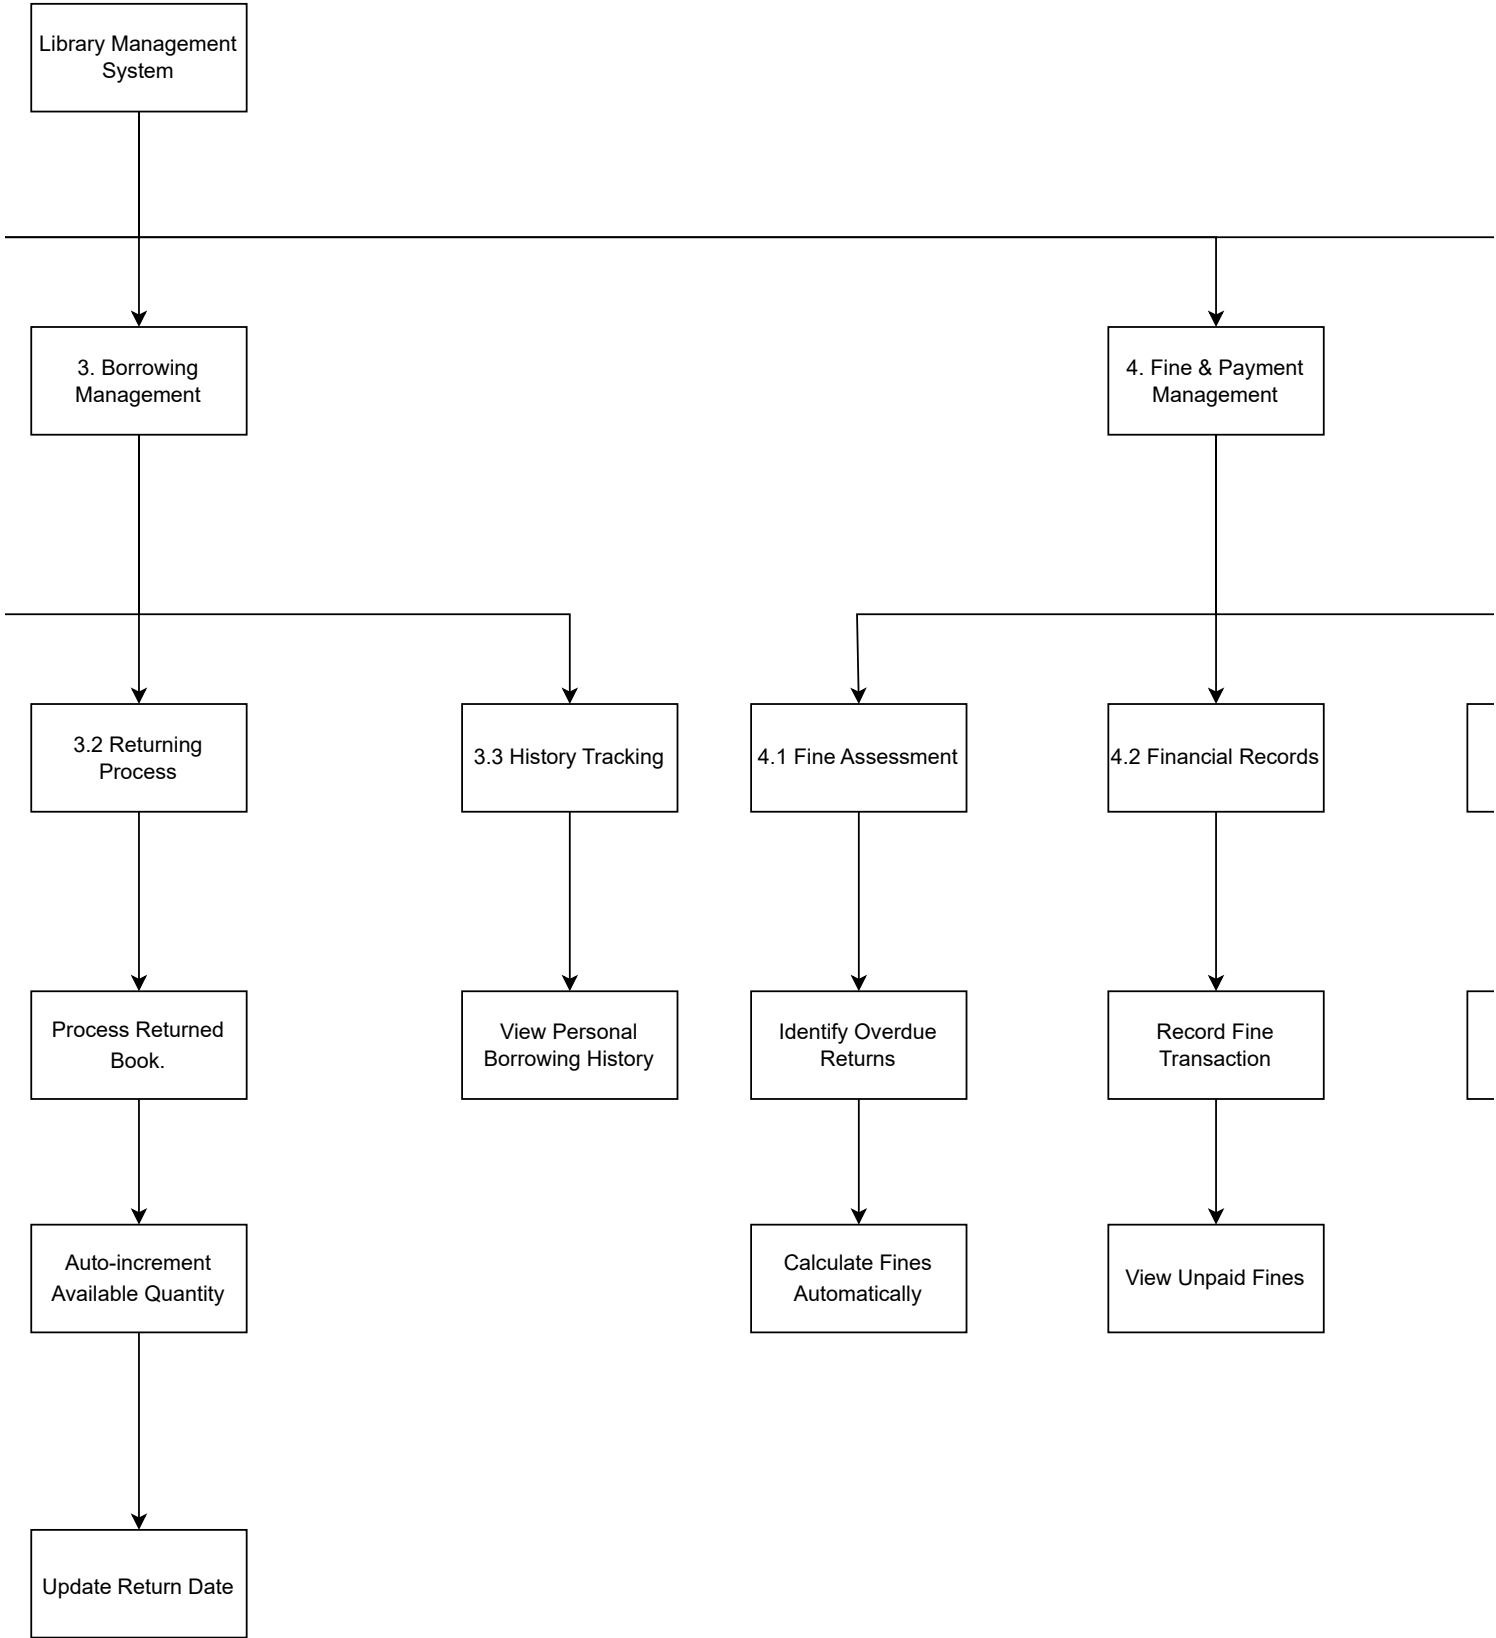 Library Management
System
3. Borrowing
Management
4. Fine & Payment
Management
3.2 Returning
Process
3.3 History Tracking
4.1 Fine Assessment
4.2 Financial Records
Process Returned
Book.
View Personal
Borrowing History
Identify Overdue
Returns
Record Fine
Transaction
Auto-increment
Available Quantity
Calculate Fines
Automatically
View Unpaid Fines
Update Return Date